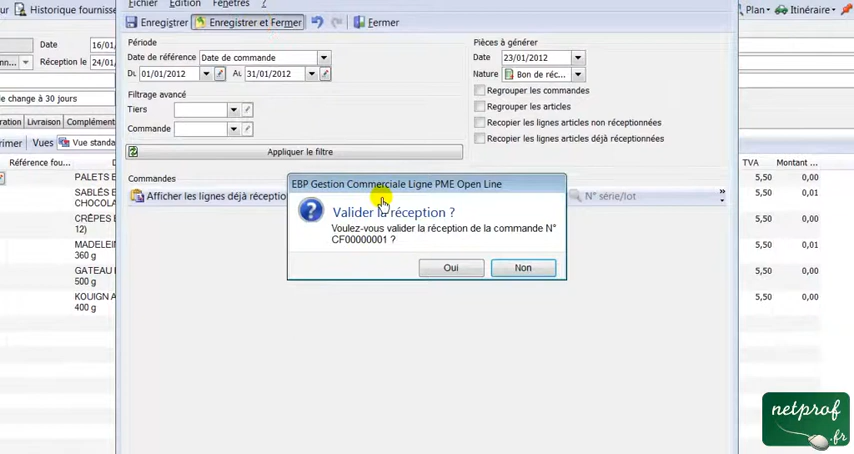 Fichier Edition Fenêtres ?
Historique fournisse
Plan Itinéraire
Enregistrer Enregistrer et Fermer Fermer
Date 16/01
Réception le 24/01
de change à 30 jours
Livraison Complément
Vues Vue standa
Référence fou...
PALETS
SABLÉS
CHOCOLA
CRÊPES
12)
MADELEIN
360 g
GATEAU
500 g
KOUIGN A
400 g
Période
Date de référence Date de commande
Du 01/01/2012 Au 31/01/2012
Filtrage avancé
Tiers
Commande
Appliquer le filtre
Pièces à générer
Date 23/01/2012
Nature Bon de réc...
Regrouper les commandes
Regrouper les articles
Recopier les lignes articles non réceptionnées
Recopier les lignes articles déjà réceptionnées
Commandes
Afficher les lignes déjà réceptio
N° série/lot
EBP Gestion Commerciale Ligne PME Open Line
Valider la réception ?
Voulez-vous valider la réception de la commande N°
CF00000001 ?
Oui Non
TVA Montant ...
5,50 0,00
5,50 0,01
5,50 0,00
5,50 0,01
5,50 0,00
5,50 0,00
netprof
.fr